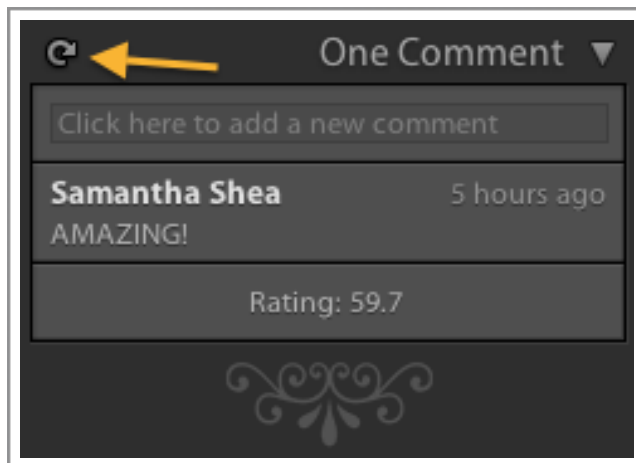 One Comment
Click here to add a new comment
Samantha Shea 5 hours ago
AMAZING!
Rating: 59.7